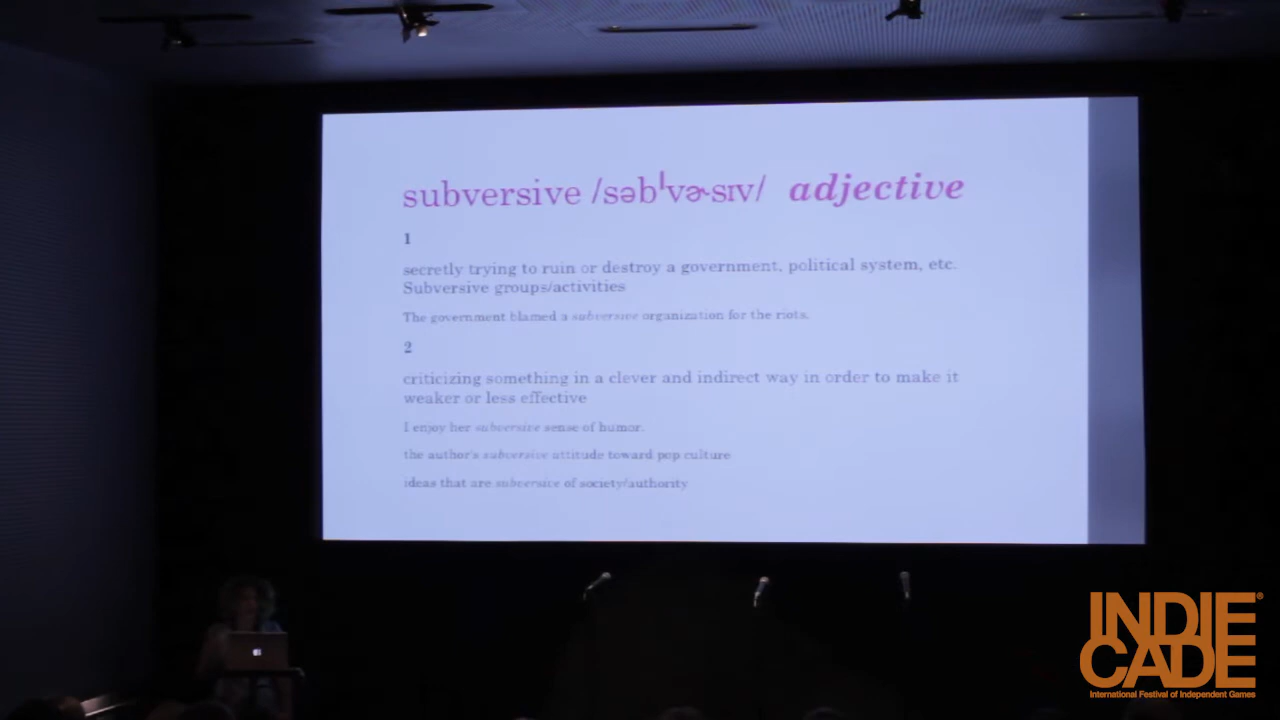 subversive /səbˈvɚsɪv/ adjective
1
secretly trying to ruin or destroy a government, political system, etc.
Subversive groups/activities
The government blamed a subversive organization for the riots.
2
criticizing something in a clever and indirect way in order to make it
weaker or less effective
I enjoy her subversive sense of humor.
the author's subversive attitude toward pop culture
ideas that are subversive of society/authority
INDIE
CADE®
International Festival of Independent Games